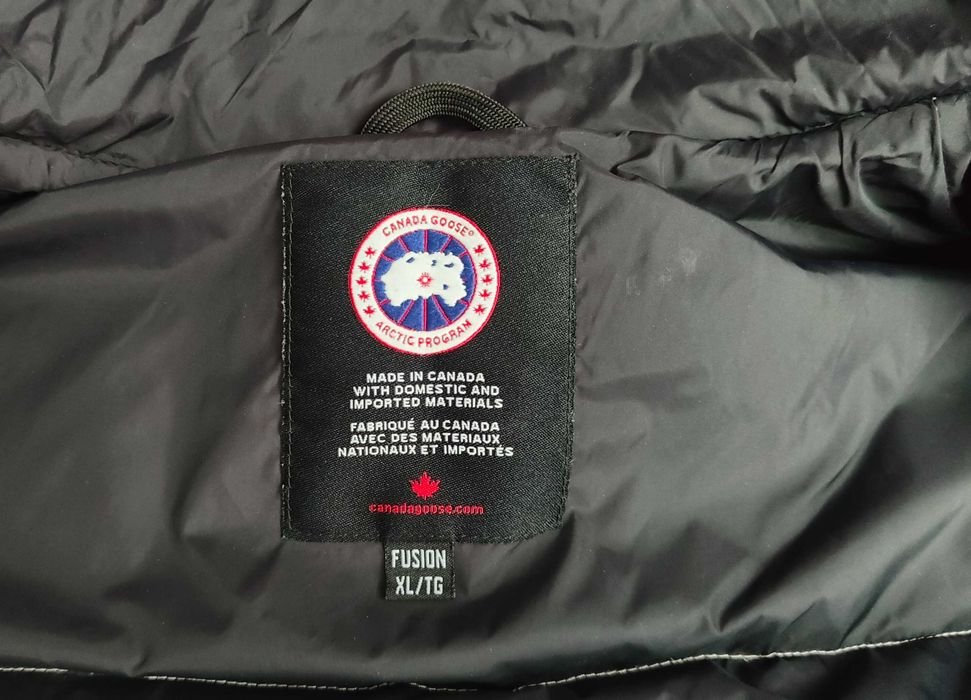 CANADA GOOSE®
ARCTIC PROGRAM
MADE IN CANADA
WITH DOMESTIC AND
IMPORTED MATERIALS
FABRIQUÉ AU CANADA
AVEC DES MATERIAUX
NATIONAUX ET IMPORTÉS
canadagoose.com
FUSION
XL/TG